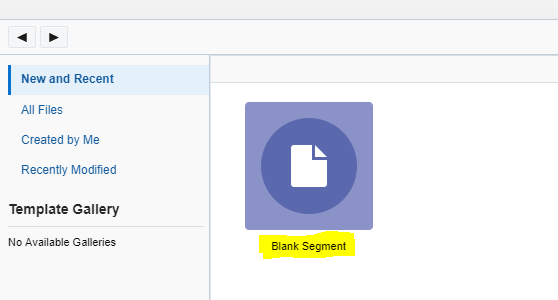 New and Recent
All Files
Created by Me
Recently Modified
Template Gallery
No Available Galleries
Blank Segment